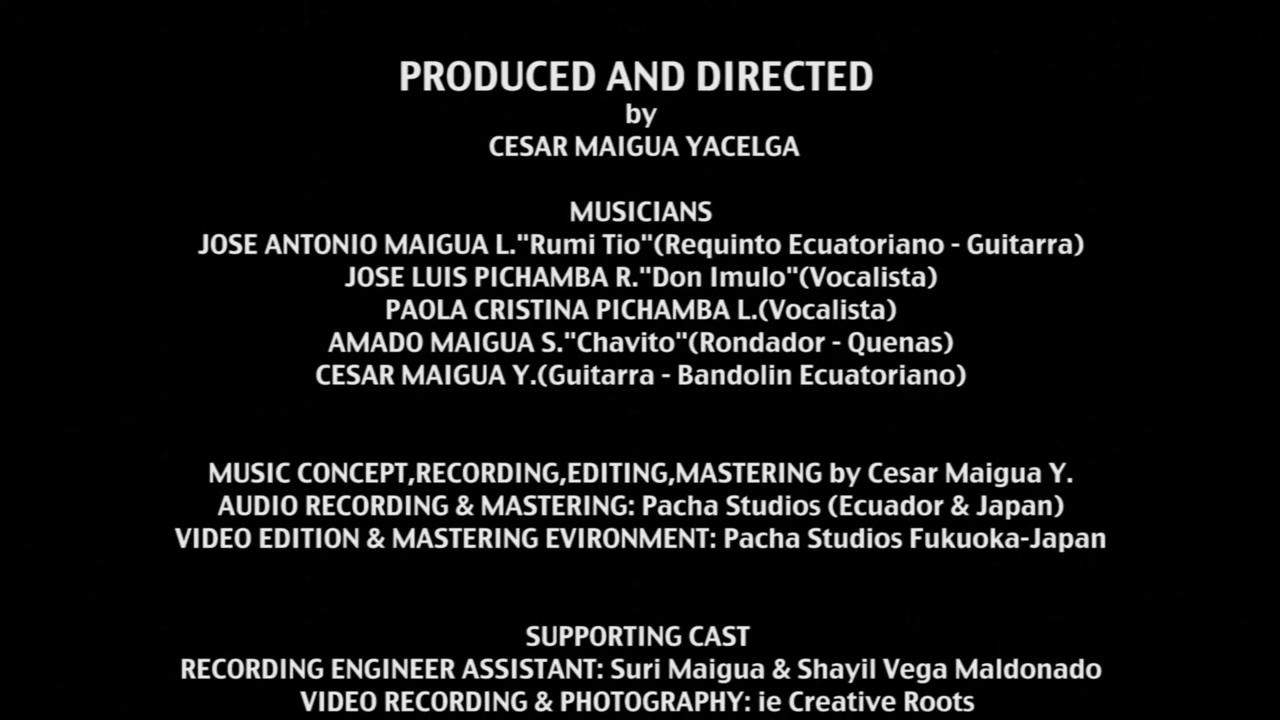 PRODUCED AND DIRECTED
by
CESAR MAIGUA YACELGA
MUSICIANS
JOSE ANTONIO MAIGUA L."Rumi Tio"(Requinto Ecuatoriano - Guitarra)
JOSE LUIS PICHAMBA R."Don Imulo"(Vocalista)
PAOLA CRISTINA PICHAMBA L.(Vocalista)
AMADO MAIGUA S."Chavito"(Rondador - Quenas)
CESAR MAIGUA Y.(Guitarra - Bandolin Ecuatoriano)
MUSIC CONCEPT,RECORDING,EDITING,MASTERING by Cesar Maigua Y.
AUDIO RECORDING & MASTERING: Pacha Studios (Ecuador & Japan)
VIDEO EDITION & MASTERING EVIRONMENT: Pacha Studios Fukuoka-Japan
SUPPORTING CAST
RECORDING ENGINEER ASSISTANT: Suri Maigua & Shayil Vega Maldonado
VIDEO RECORDING & PHOTOGRAPHY: ie Creative Roots